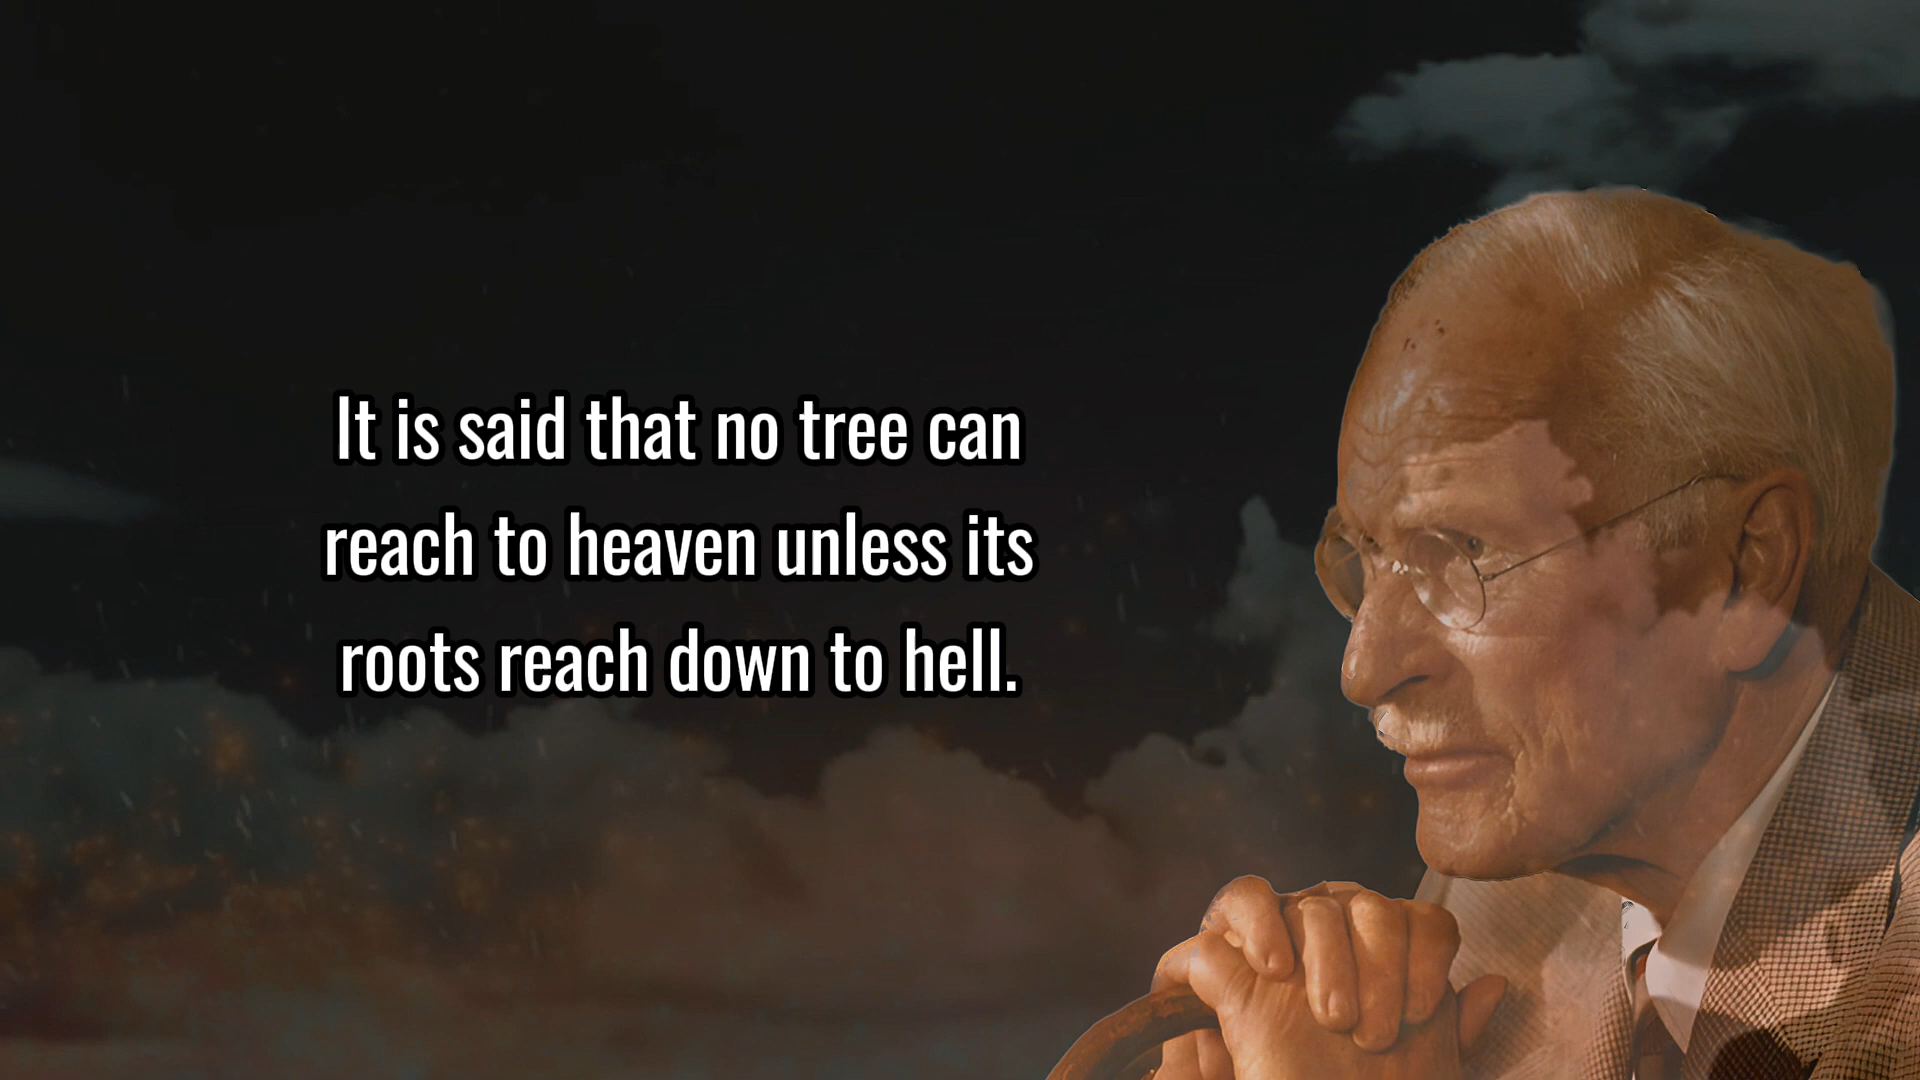 It is said that no tree can
reach to heaven unless its
roots reach down to hell.